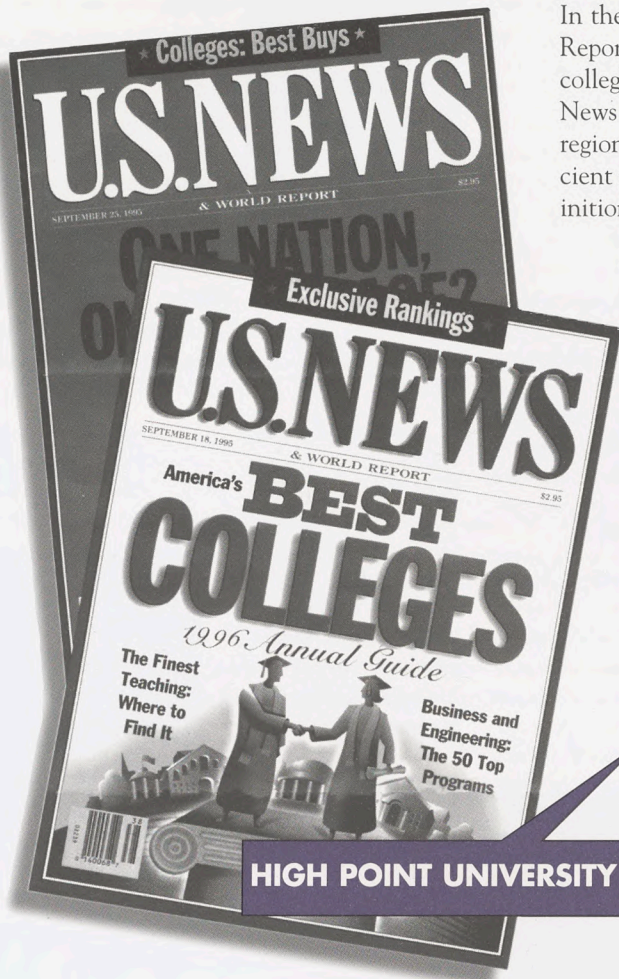 In the
Repor
colleg
News
region
cient
inition
★ Colleges: Best Buys ★
U.S.NEWS
& WORLD REPORT
SEPTEMBER 25, 1995
$2.95
ONE NATION,
Exclusive Rankings ★
U.S.NEWS
SEPTEMBER 18, 1995
& WORLD REPORT
$2.95
America's BEST
COLLEGES
1996 Annual Guide
The Finest
Teaching:
Where to
Find It
Business and
Engineering:
The 50 Top
Programs
38
HIGH POINT UNIVERSITY